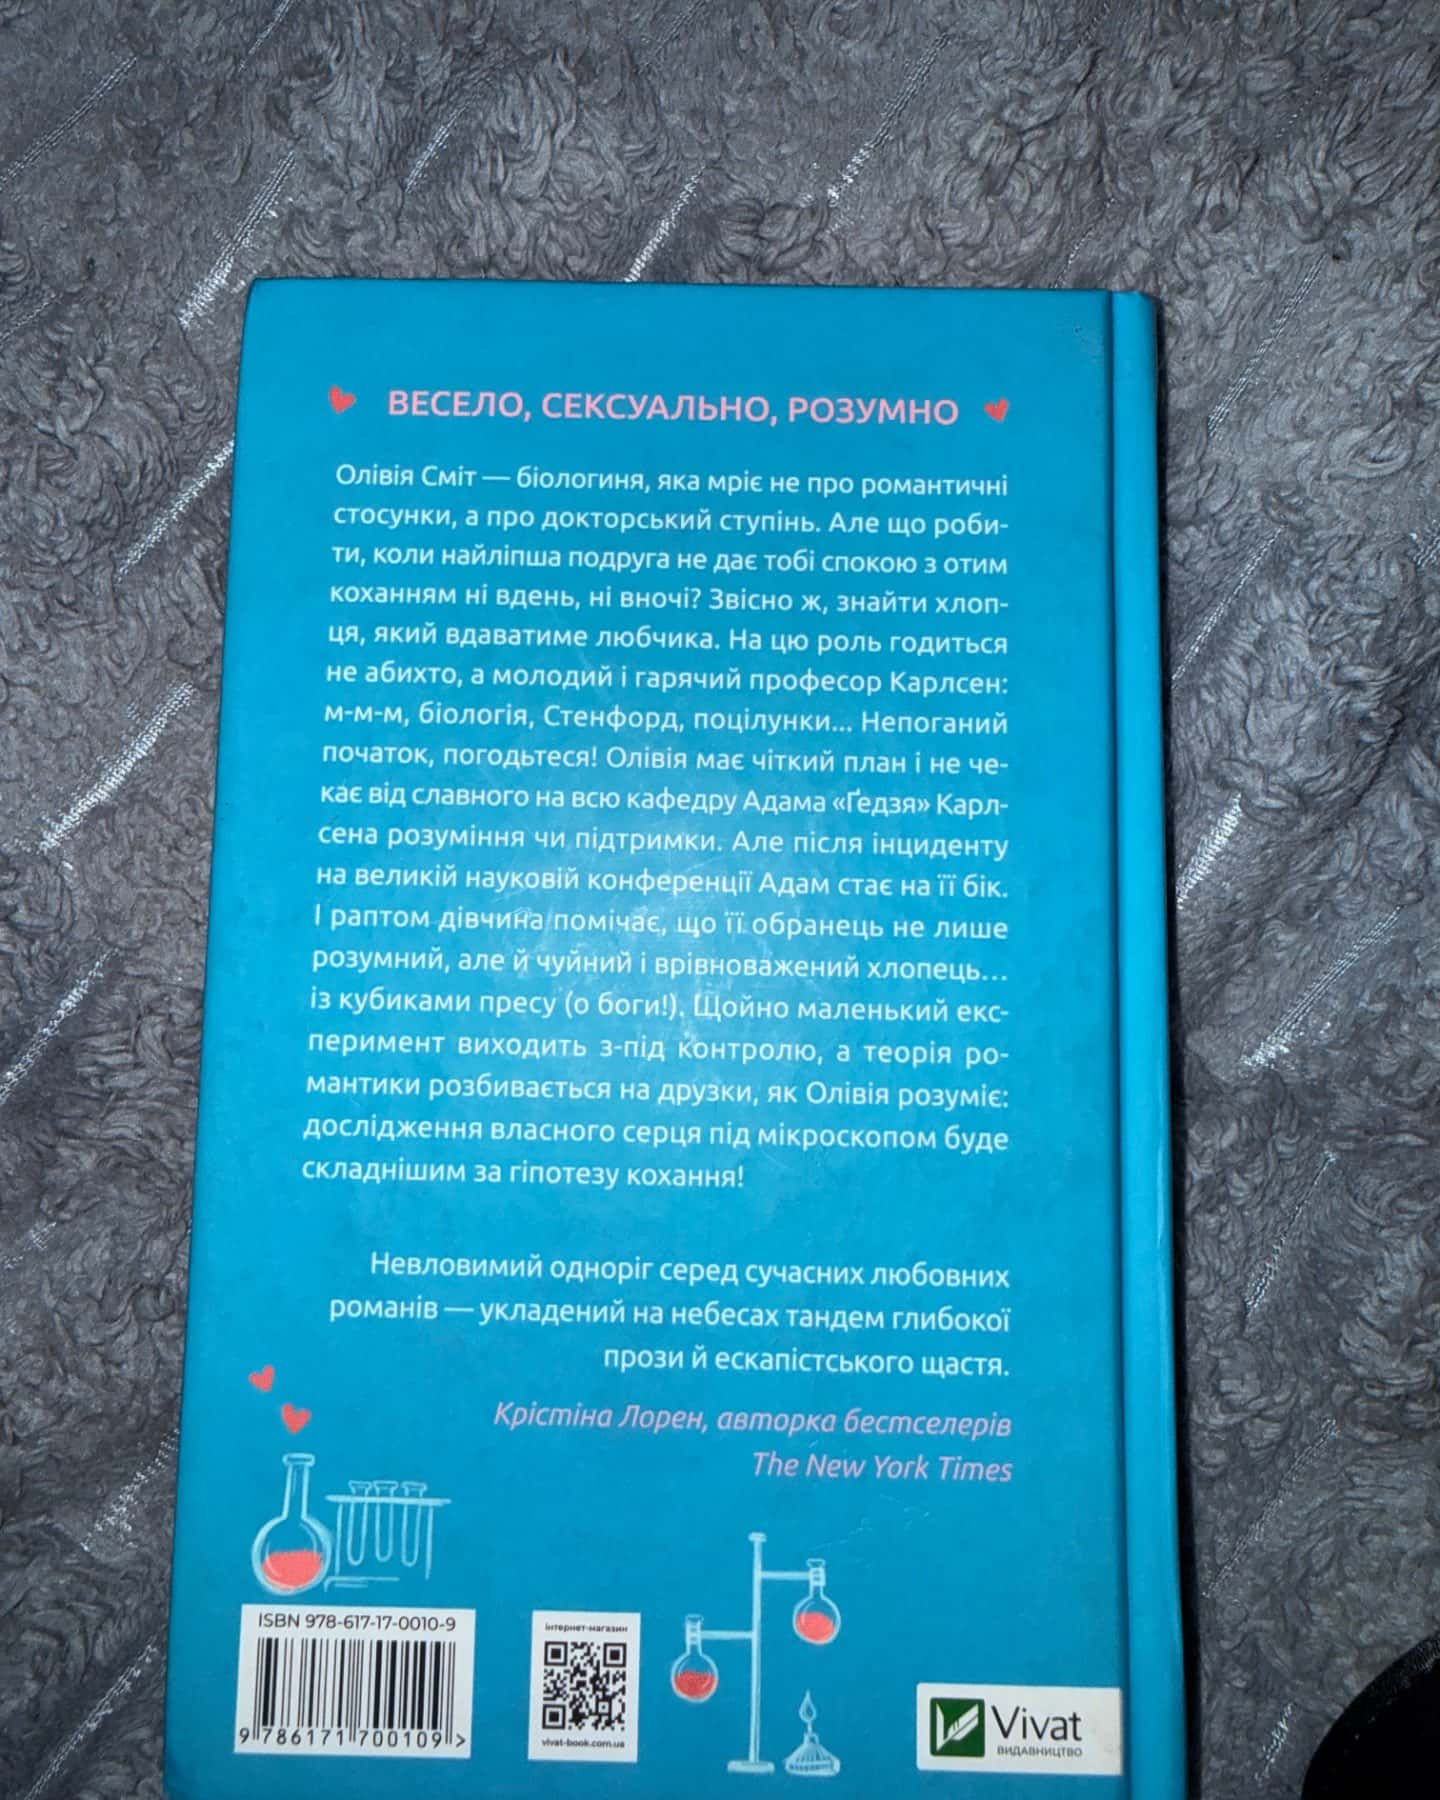 ВЕСЕЛО, СЕКСУАЛЬНО, РОЗУМНО
Олівія Сміт — біологиня, яка мріє не про романтичні
стосунки, а про докторський ступінь. Але що роби-
ти, коли найліпша подруга не дає тобі спокою з отим
коханням ні вдень, ні вночі? Звісно ж, знайти хлоп-
ця, який вдаватиме любчика. На цю роль годиться
не абихто, а молодий і гарячий професор Карлсен:
м-м-м, біологія, Стенфорд, поцілунки... Непоганий
початок, погодьтеся! Олівія має чіткий план і не че-
кає від славного на всю кафедру Адама «Ґедзя» Карл-
сена розуміння чи підтримки. Але після інциденту
на великій науковій конференції Адам стає на її бік.
І раптом дівчина помічає, що її обранець не лише
розумний, але й чуйний і врівноважений хлопець...
із кубиками пресу (о боги!). Щойно маленький екс-
перимент виходить з-під контролю, а теорія ро-
мантики розбивається на друзки, як Олівія розуміє:
дослідження власного серця під мікроскопом буде
складнішим за гіпотезу кохання!
Невловимий одноріг серед сучасних любовних
романів — укладений на небесах тандем глибокої
прози й ескапістського щастя.
Крістіна Лорен, авторка бестселерів
The New York Times
ISBN 978-617-17-0010-9
9 786171 700109 >
інтернет-магазин
vivat-book.com.ua
Vivat
ВИДАВНИЦТВО